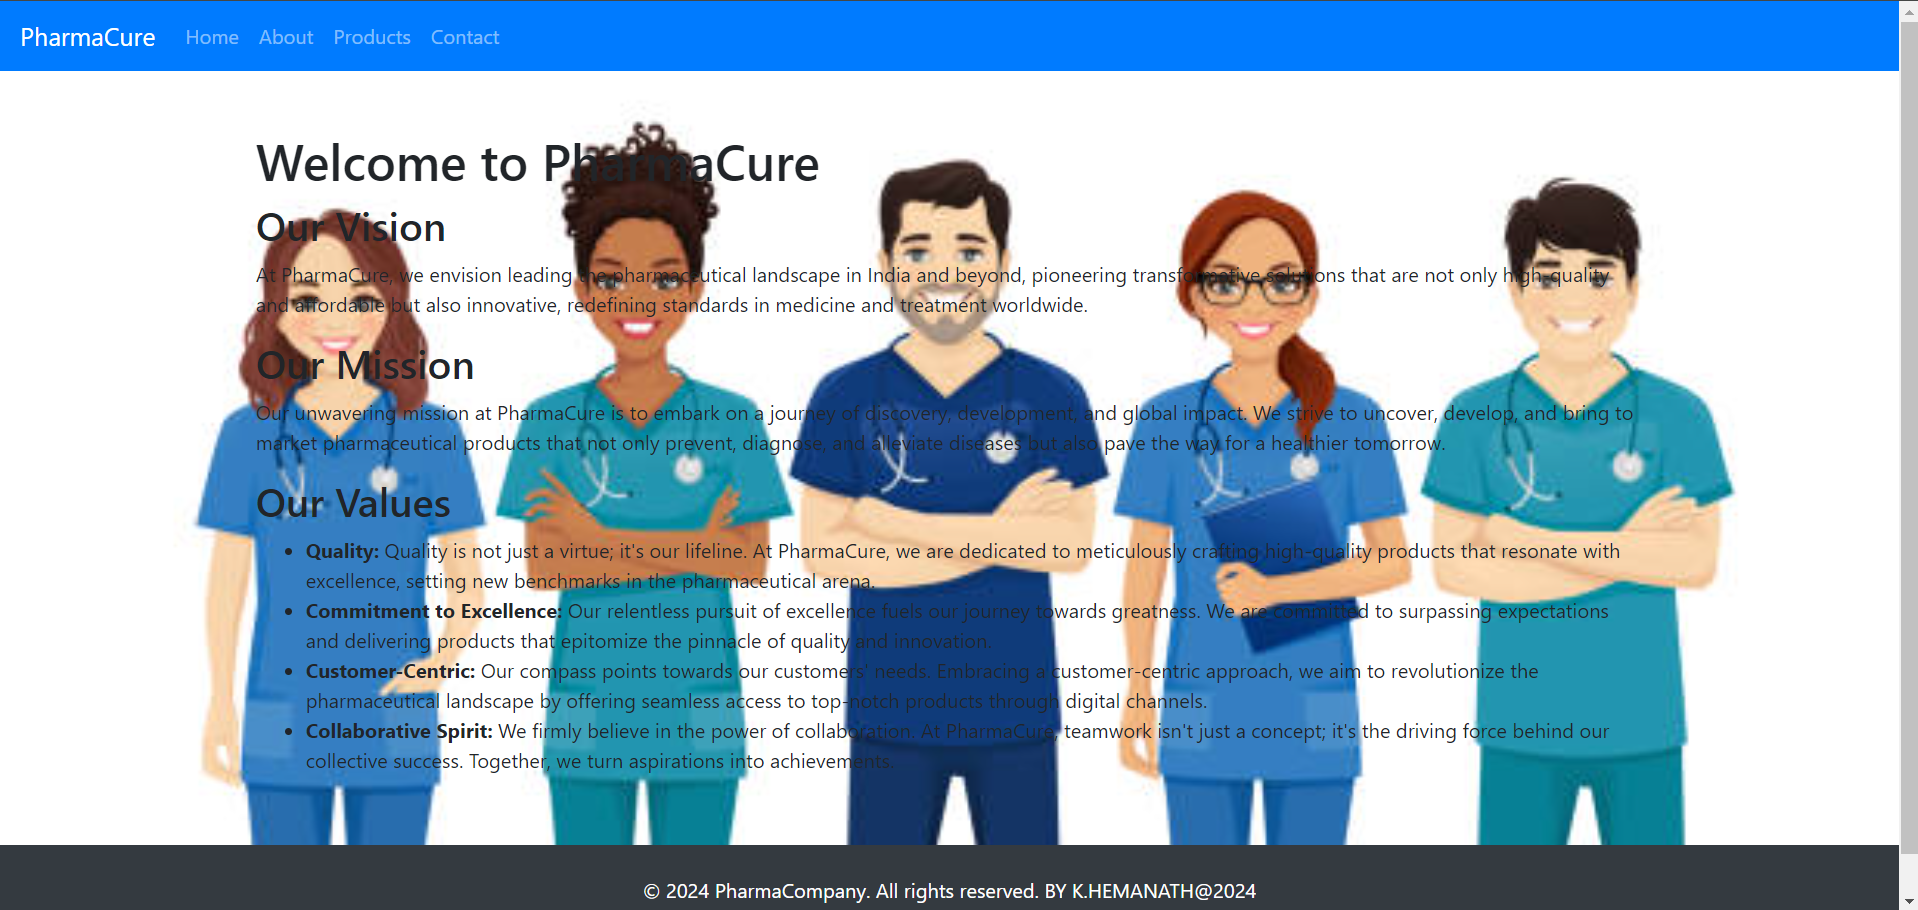 PharmaCure Home About Products Contact
Welcome to PharmaCure
Our Vision
At PharmaCure, we envision leading the pharmaceutical landscape in India and beyond, pioneering transformative solutions that are not only high-quality
and affordable but also innovative, redefining standards in medicine and treatment worldwide.
Our Mission
Our unwavering mission at PharmaCure is to embark on a journey of discovery, development, and global impact. We strive to uncover, develop, and bring to
market pharmaceutical products that not only prevent, diagnose, and alleviate diseases but also pave the way for a healthier tomorrow.
Our Values
• Quality: Quality is not just a virtue; it's our lifeline. At PharmaCure, we are dedicated to meticulously crafting high-quality products that resonate with
excellence, setting new benchmarks in the pharmaceutical arena.
• Commitment to Excellence: Our relentless pursuit of excellence fuels our journey towards greatness. We are committed to surpassing expectations
and delivering products that epitomize the pinnacle of quality and innovation.
• Customer-Centric: Our compass points towards our customers' needs. Embracing a customer-centric approach, we aim to revolutionize the
pharmaceutical landscape by offering seamless access to top-notch products through digital channels.
• Collaborative Spirit: We firmly believe in the power of collaboration. At PharmaCure, teamwork isn't just a concept; it's the driving force behind our
collective success. Together, we turn aspirations into achievements.
© 2024 PharmaCompany. All rights reserved. BY K.HEMANATH@2024